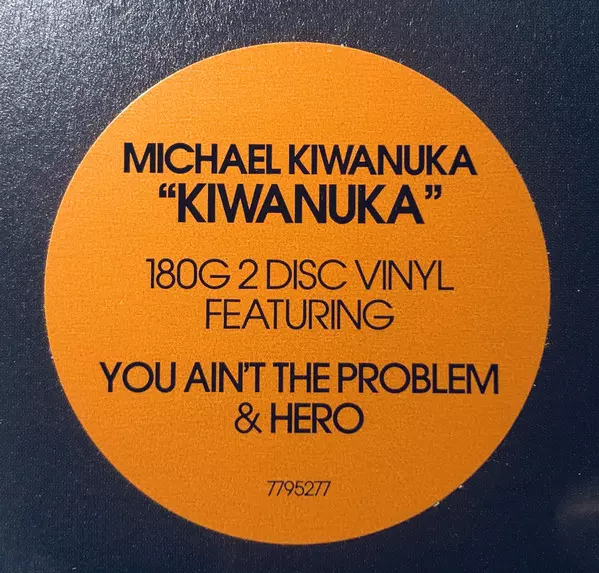 MICHAEL KIWANUKA
“KIWANUKA”
180G 2 DISC VINYL
FEATURING
YOU AIN'T THE PROBLEM
& HERO
7795277